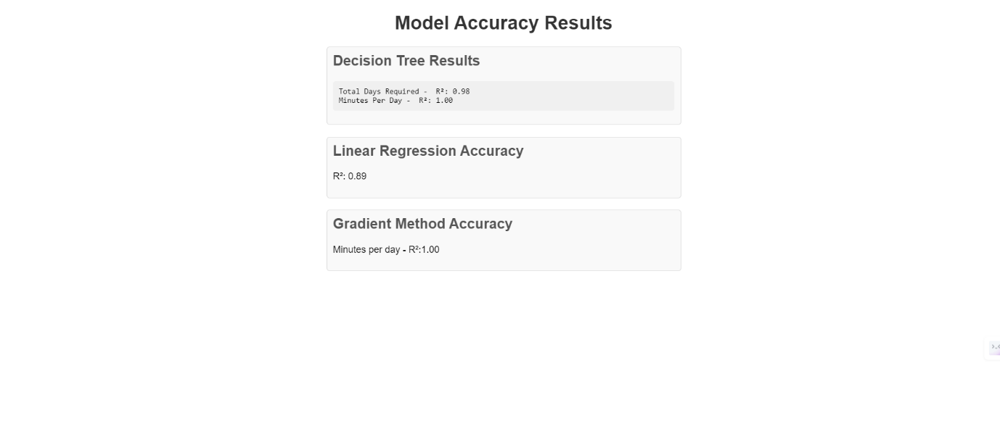 Model Accuracy Results
Decision Tree Results
Total Days Required -  R²: 0.98
Minutes Per Day -  R²: 1.00
Linear Regression Accuracy
R²: 0.89
Gradient Method Accuracy
Minutes per day - R²:1.00